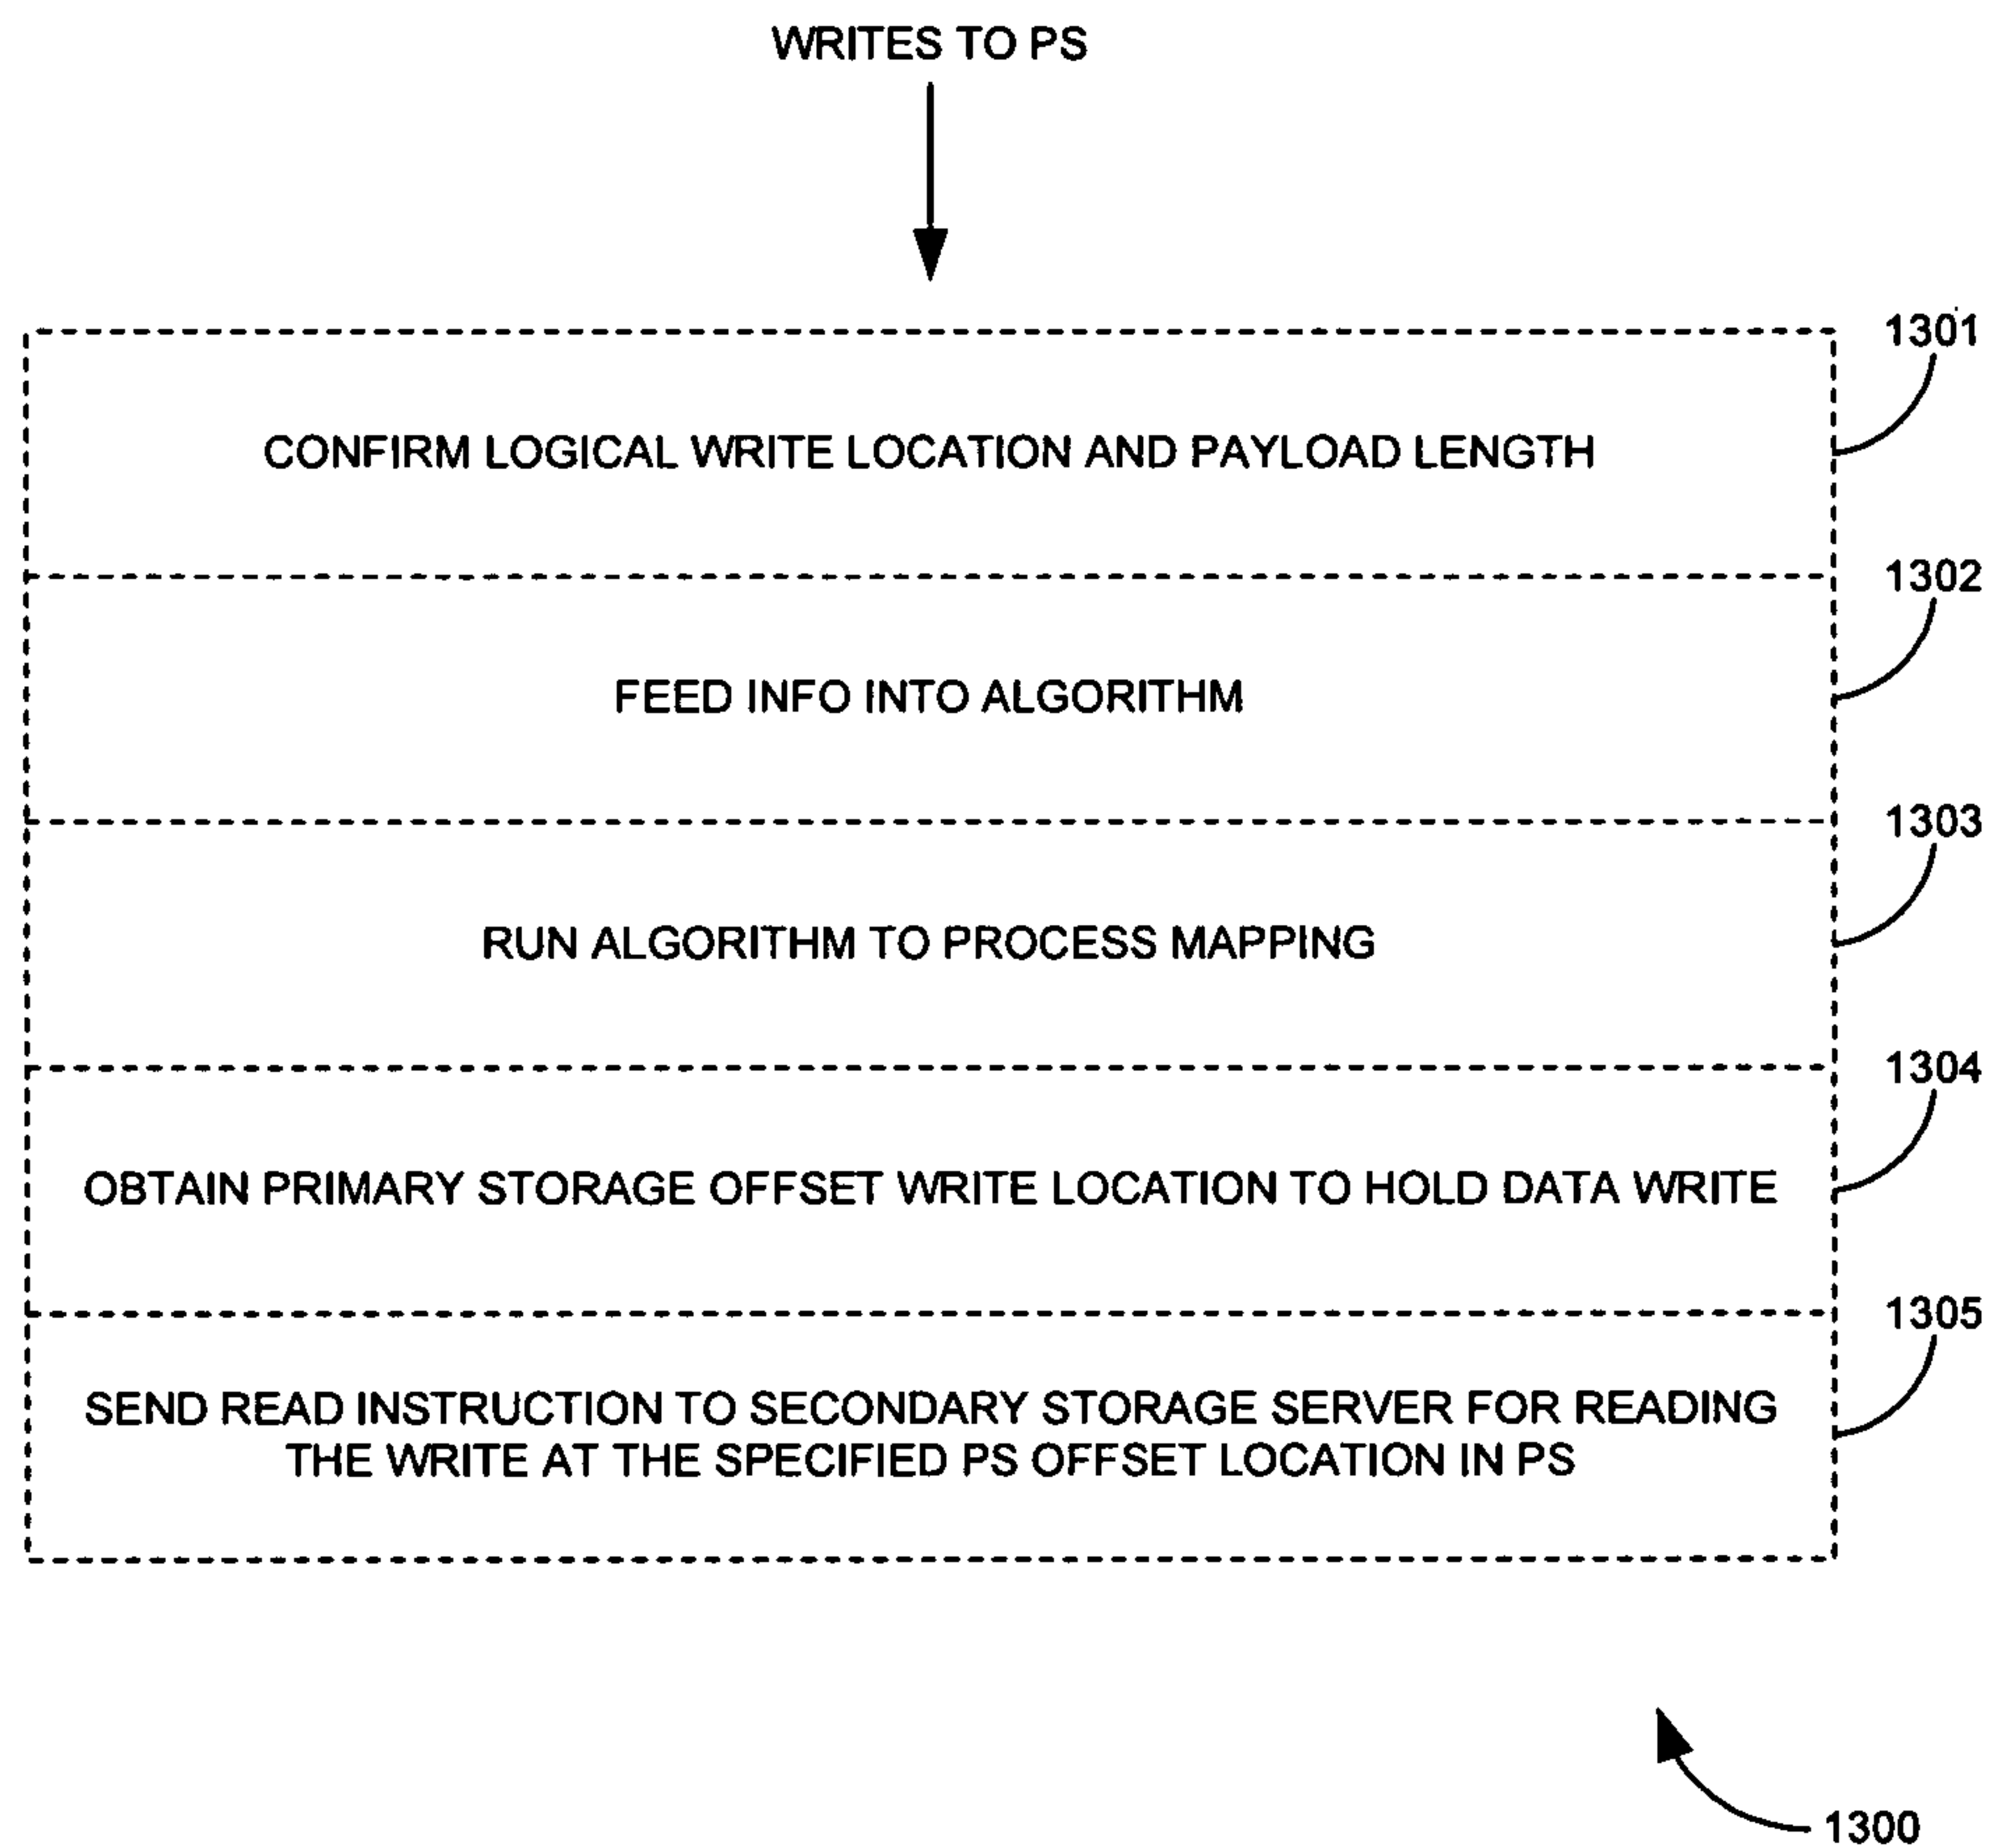 WRITES TO PS
1301
CONFIRM LOGICAL WRITE LOCATION AND PAYLOAD LENGTH
1302
FEED INFO INTO ALGORITHM
1303
RUN ALGORITHM TO PROCESS MAPPING
1304
OBTAIN PRIMARY STORAGE OFFSET WRITE LOCATION TO HOLD DATA WRITE
1305
SEND READ INSTRUCTION TO SECONDARY STORAGE SERVER FOR READING
THE WRITE AT THE SPECIFIED PS OFFSET LOCATION IN PS
1300